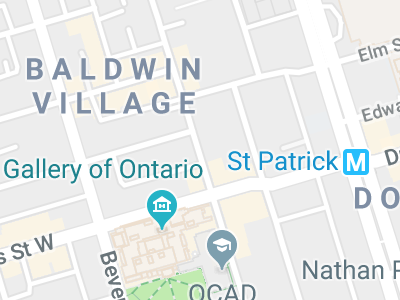 Elm S
BALDWIN
VILLAGE
Edwa
St Patrick
M
D
Gallery of Ontario
DO
s St W
Beve
Nathan P
OCAD